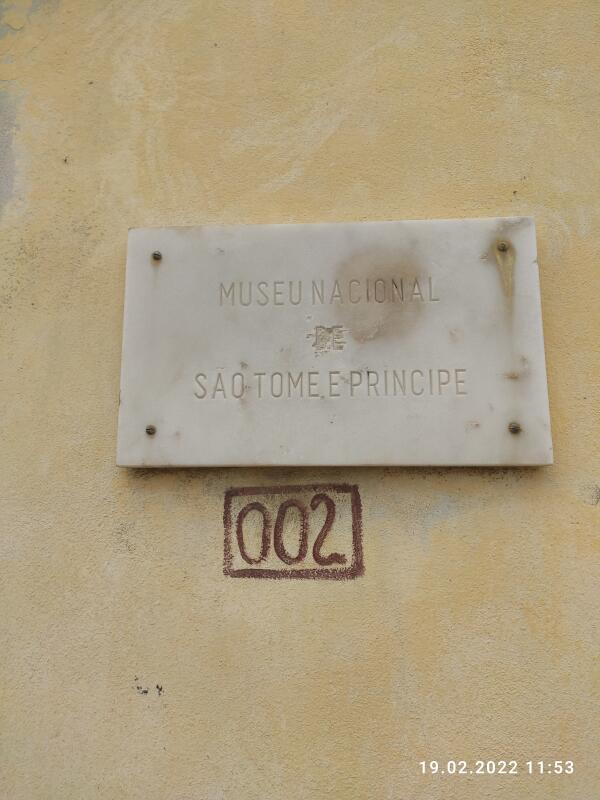 MUSEU NACIONAL
DE
SÃO TOME E PRINCIPE
002
19.02.2022 11:53